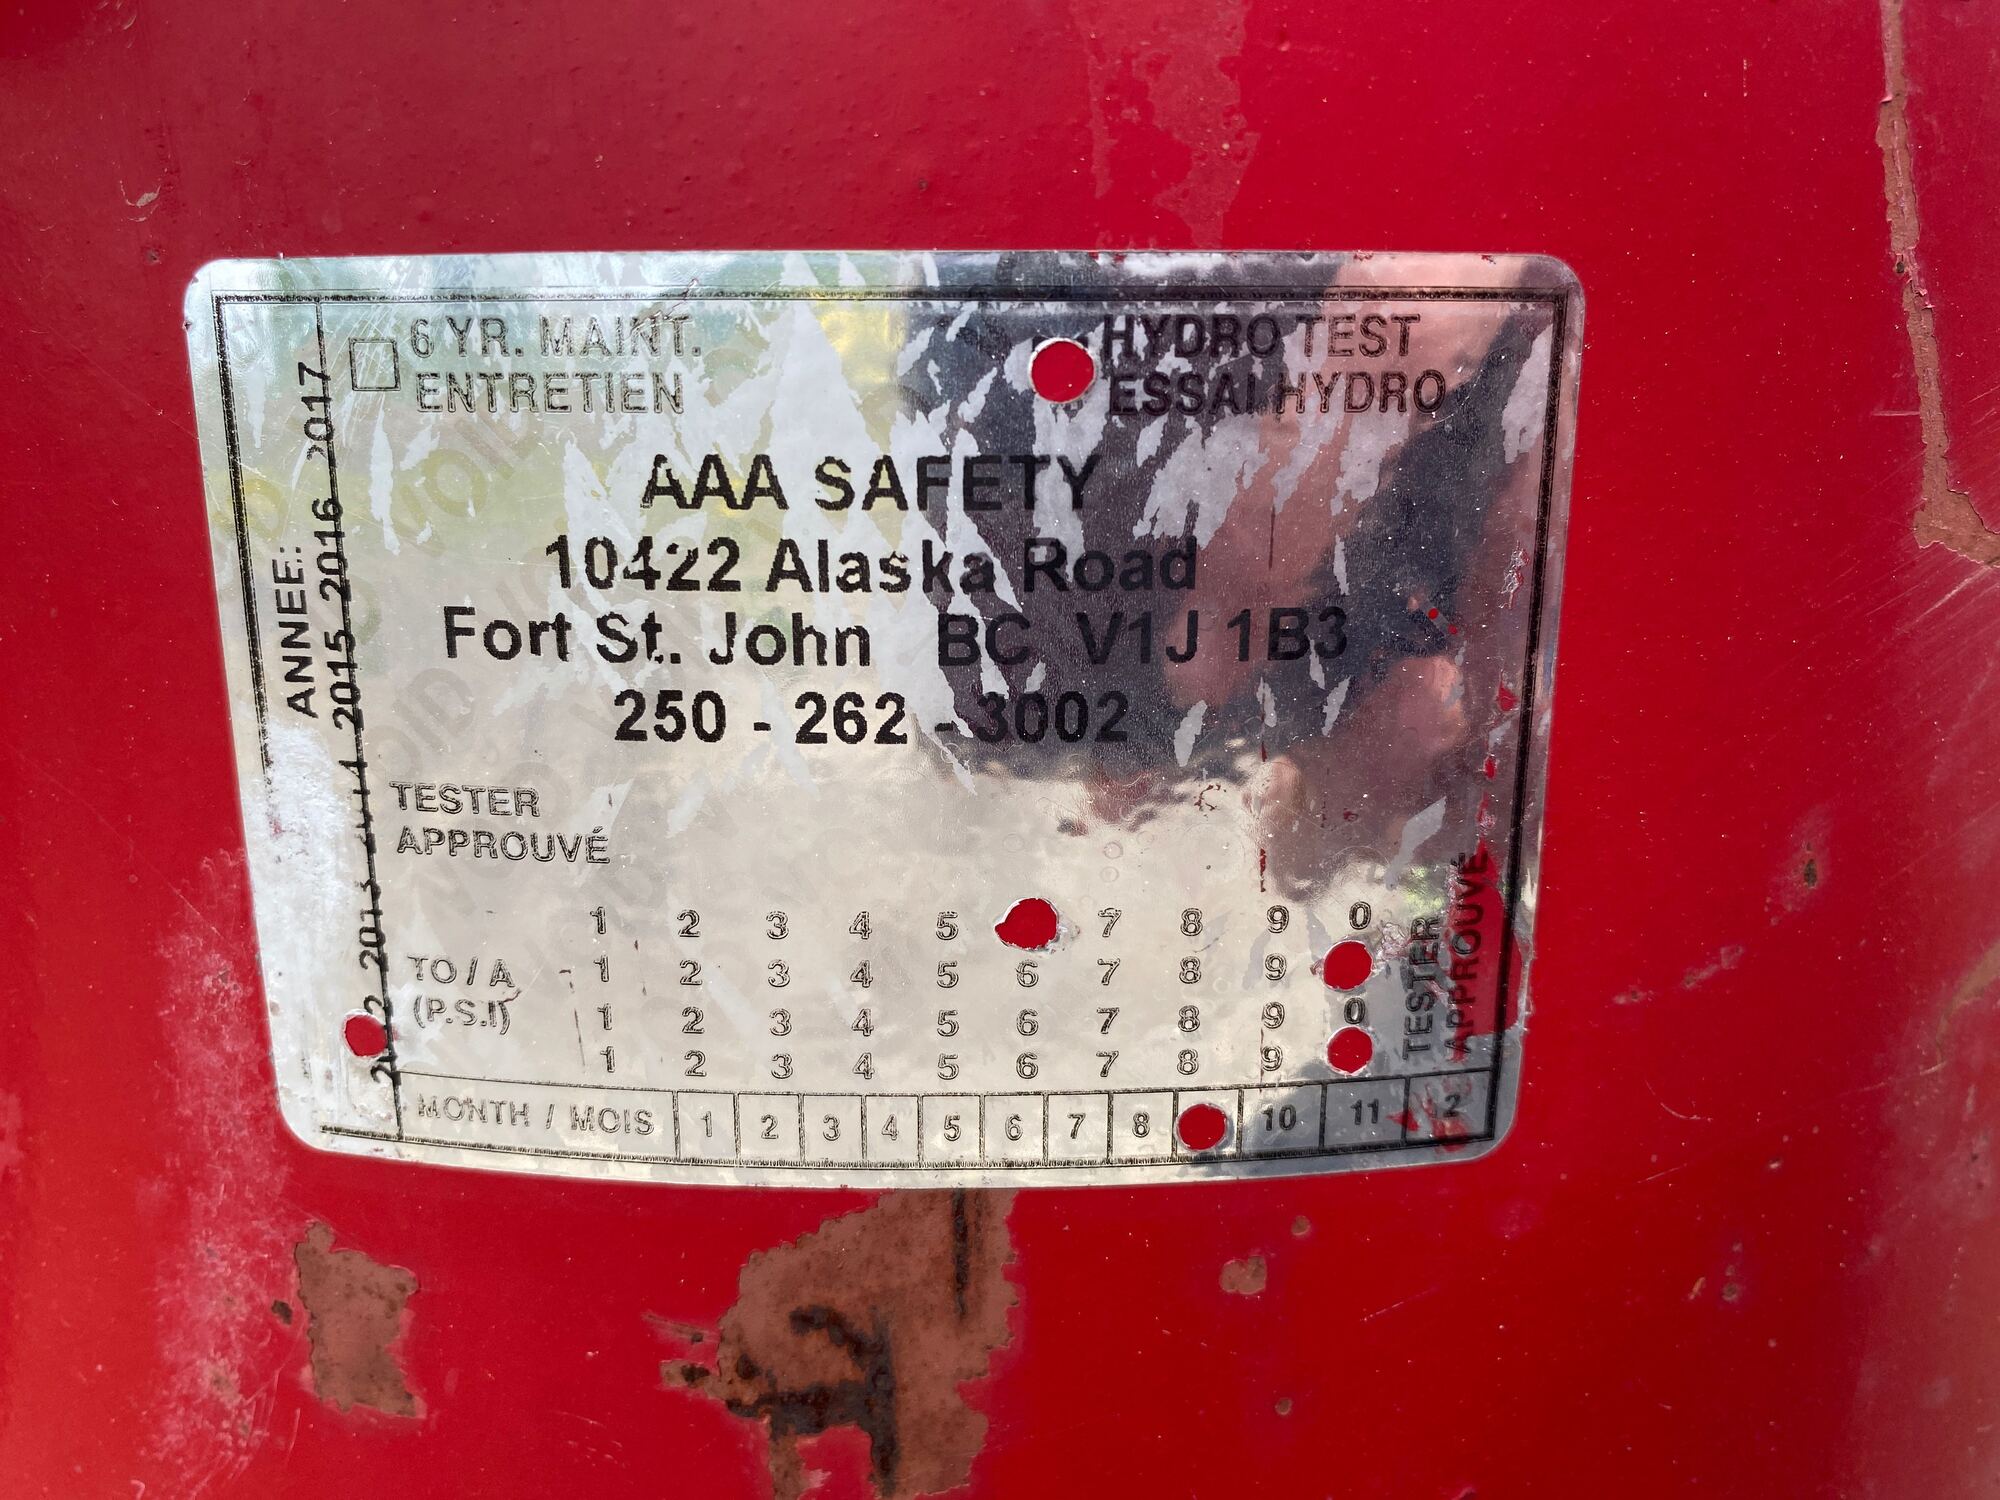 6 YR. MAINT.
ENTRETIEN
HYDRO TEST
ESSAI HYDRO
AAA SAFETY
10422 Alaska Road
Fort St. John BC V1J 1B3
250 - 262 - 3002
ANNEE:
2012 2013 2014 2015 2016 2017
TESTER
APPROUVÉ
1 2 3 4 5 7 8 9 0
TO / A
(P.S.I)
1 2 3 4 5 6 7 8 9
1 2 3 4 5 6 7 8 9 0
1 2 3 4 5 6 7 8 9
TESTER
APPROUVÉ
MONTH / MOIS 1 2 3 4 5 6 7 8 10 11 12